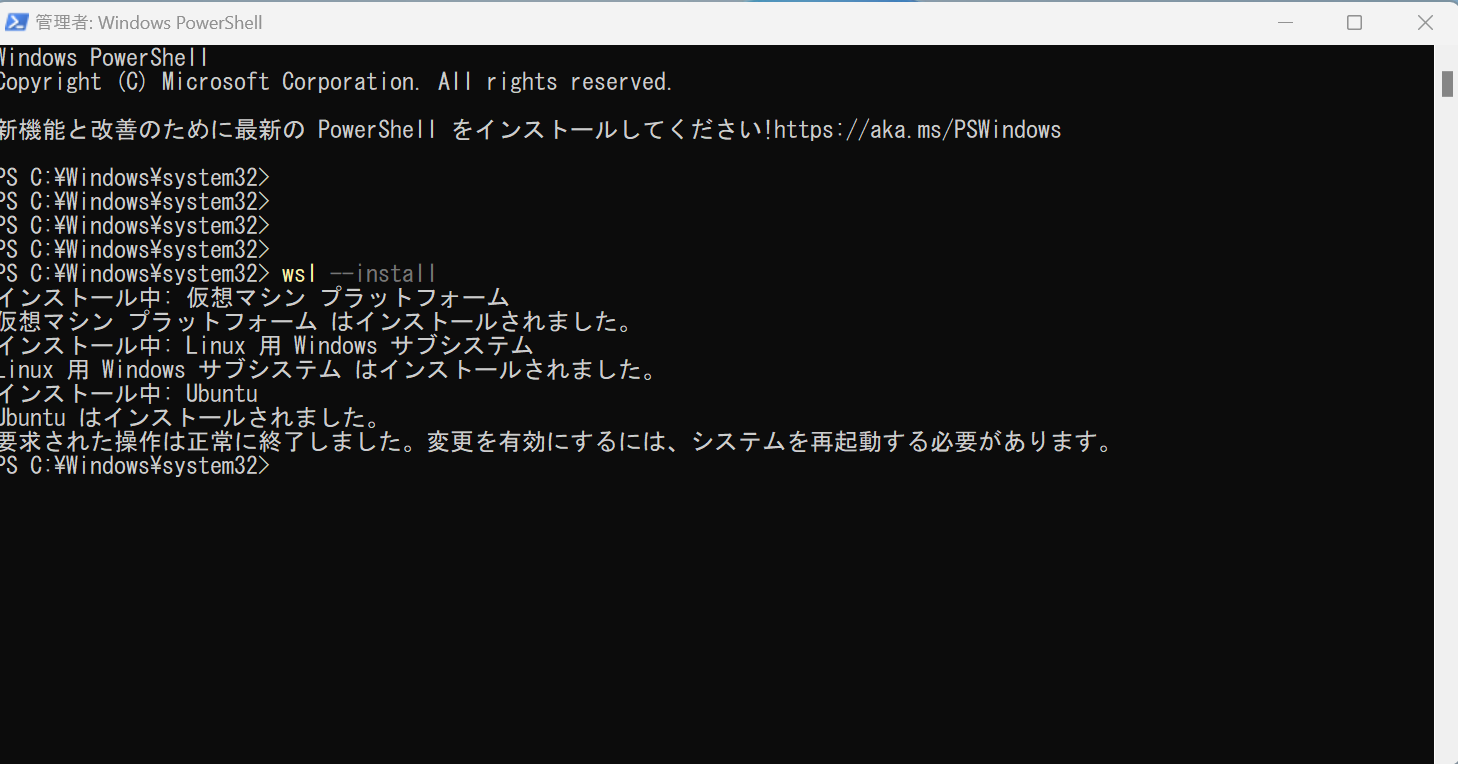 管理者: Windows PowerShell
Windows PowerShell
Copyright (C) Microsoft Corporation. All rights reserved.
新機能と改善のために最新の PowerShell をインストールしてください!https://aka.ms/PSWindows
PS C:¥Windows¥system32>
PS C:¥Windows¥system32>
PS C:¥Windows¥system32>
PS C:¥Windows¥system32>
PS C:¥Windows¥system32> wsl --install
インストール中: 仮想マシン プラットフォーム
仮想マシン プラットフォーム はインストールされました。
インストール中: Linux 用 Windows サブシステム
Linux 用 Windows サブシステム はインストールされました。
インストール中: Ubuntu
Ubuntu はインストールされました。
要求された操作は正常に終了しました。変更を有効にするには、システムを再起動する必要があります。
PS C:¥Windows¥system32>